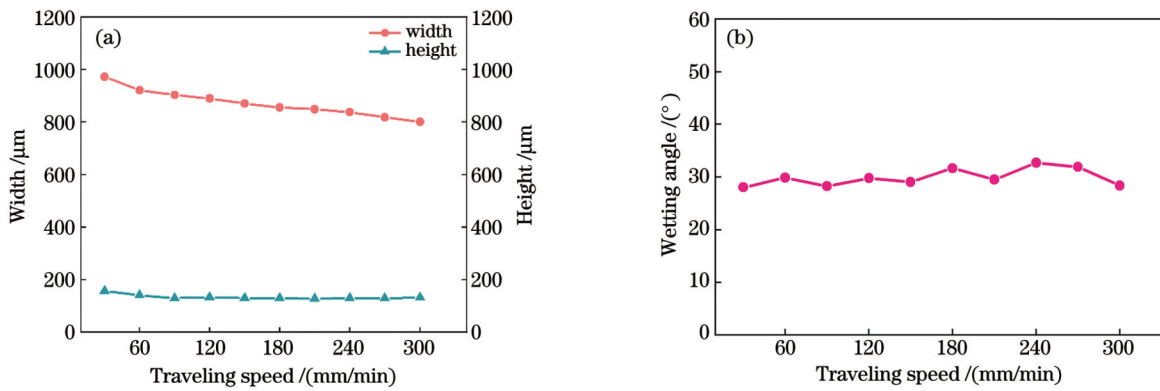 (a)
width
height
1200
1000
800
600
400
200
0
Width /μm
1200
1000
800
600
400
200
0
Height /μm
60 120 180 240 300
Traveling speed /(mm/min)
(b)
60
50
40
30
20
10
0
Wetting angle /(° )
60 120 180 240 300
Traveling speed /(mm/min)